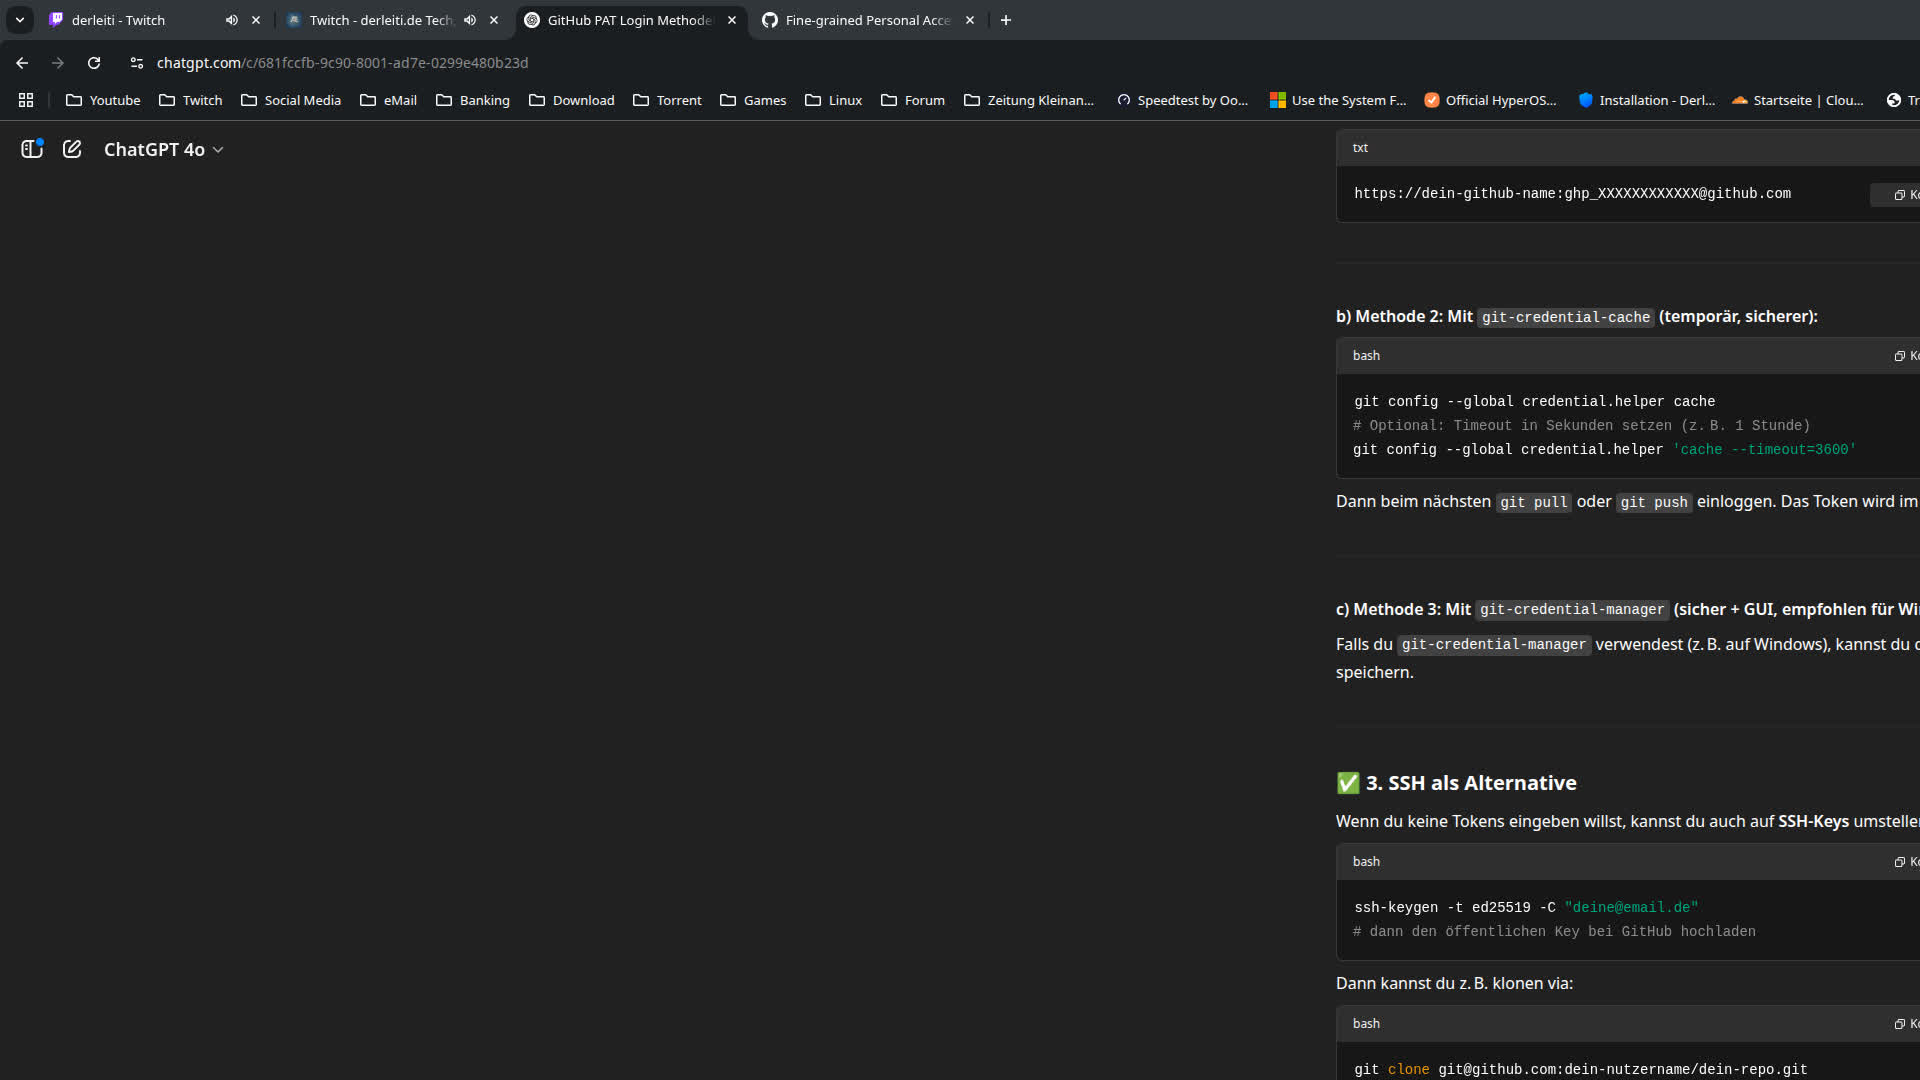 derleiti - Twitch
Twitch - derleiti.de Tech
GitHub PAT Login Methode
Fine-grained Personal Acce
chatgpt.com/c/681fccfb-9c90-8001-ad7e-0299e480b23d
Youtube Twitch Social Media eMail Banking Download Torrent Games Linux Forum Zeitung Kleinan... Speedtest by Oo... Use the System F... Official HyperOS... Installation - Derl... Startseite | Clou... Tr
ChatGPT 4o
txt
https://dein-github-name:ghp_XXXXXXXXXXXX@github.com
Ko
b) Methode 2: Mit git-credential-cache (temporär, sicherer):
bash
Ko
git config --global credential.helper cache
# Optional: Timeout in Sekunden setzen (z. B. 1 Stunde)
git config --global credential.helper 'cache --timeout=3600'
Dann beim nächsten git pull oder git push einloggen. Das Token wird im
c) Methode 3: Mit git-credential-manager (sicher + GUI, empfohlen für Wi
Falls du git-credential-manager verwendest (z. B. auf Windows), kannst du
speichern.
✅ 3. SSH als Alternative
Wenn du keine Tokens eingeben willst, kannst du auch auf SSH-Keys umstelle
bash
Ko
ssh-keygen -t ed25519 -C "deine@email.de"
# dann den öffentlichen Key bei GitHub hochladen
Dann kannst du z. B. klonen via:
bash
Ko
git clone git@github.com:dein-nutzername/dein-repo.git